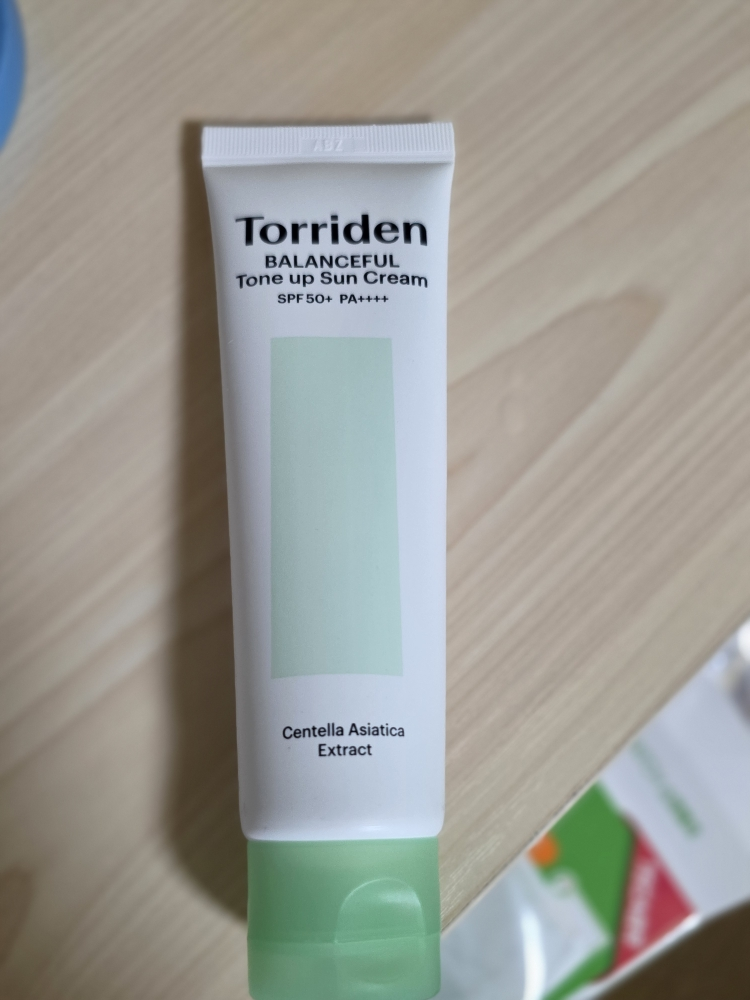 Torriden
BALANCEFUL
Tone up Sun Cream
SPF50+ PA++++
Centella Asiatica
Extract